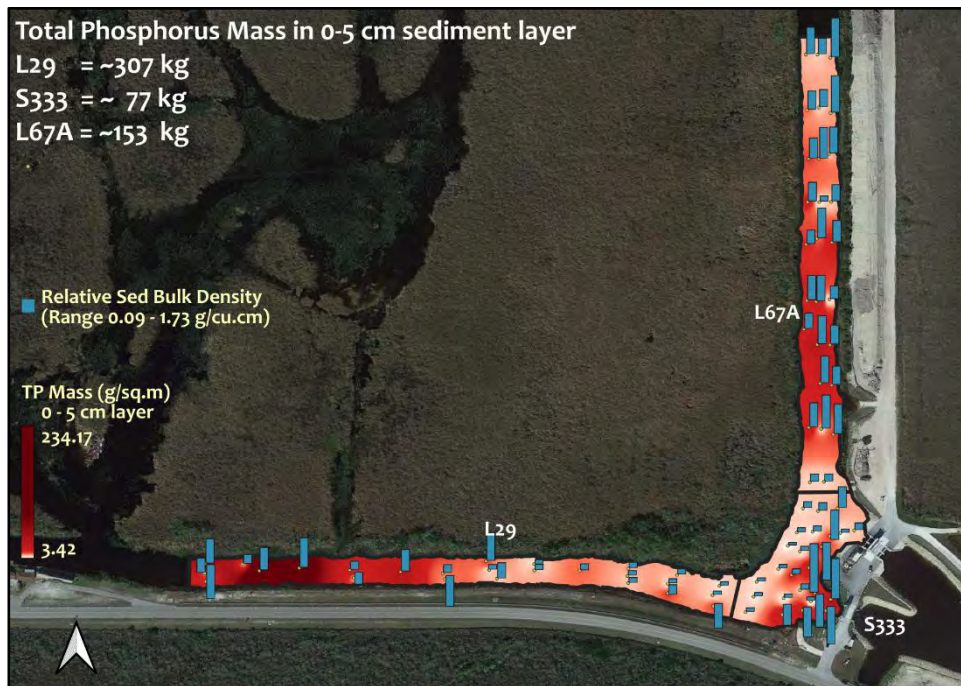 Total Phosphorus Mass in 0-5 cm sediment layer
L29 = ~307 kg
S333 = ~ 77 kg
L67A = ~153 kg
Relative Sed Bulk Density
(Range 0.09 - 1.73 g/cu.cm)
L67A
TP Mass (g/sq.m)
0 - 5 cm layer
234.17
3.42
L29
S333